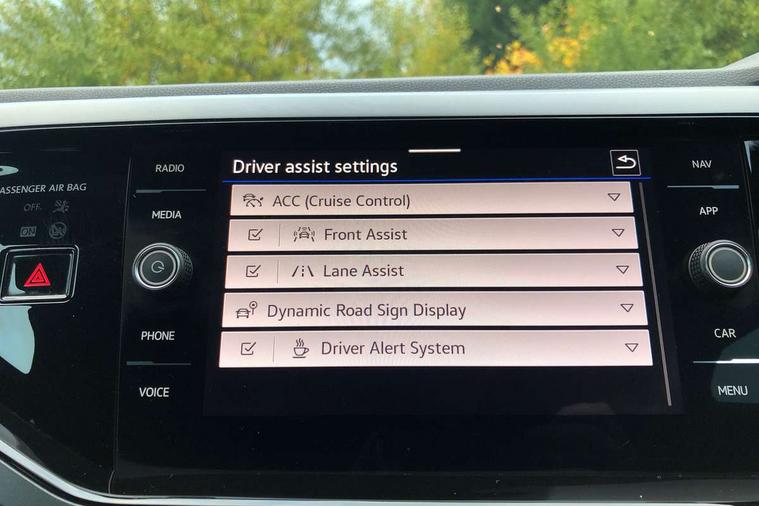 RADIO
Driver assist settings
NAV
ASSENGER AIR BAG
OFF
ON
MEDIA
ACC (Cruise Control)
APP
Front Assist
Lane Assist
Dynamic Road Sign Display
PHONE
CAR
Driver Alert System
VOICE
MENU